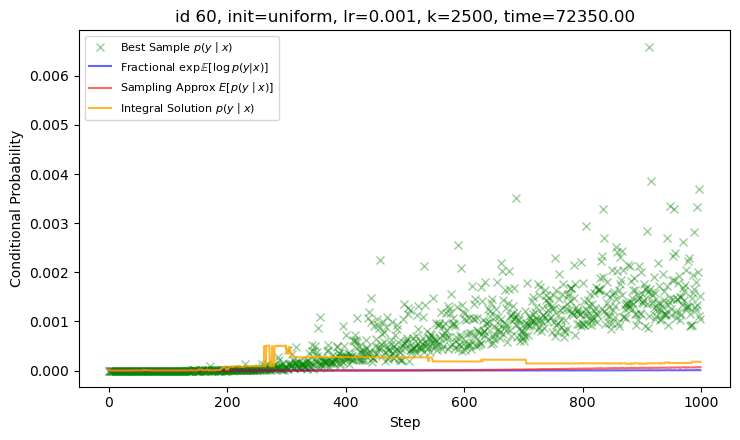 id 60, init=uniform, lr=0.001, k=2500, time=72350.00
Best Sample p(y | x)
Fractional exp𝔼[log p(y|x)]
Sampling Approx E[p(y | x)]
Integral Solution p(y | x)
Conditional Probability
0.006
0.005
0.004
0.003
0.002
0.001
0.000
0
200
400
600
800
1000
Step